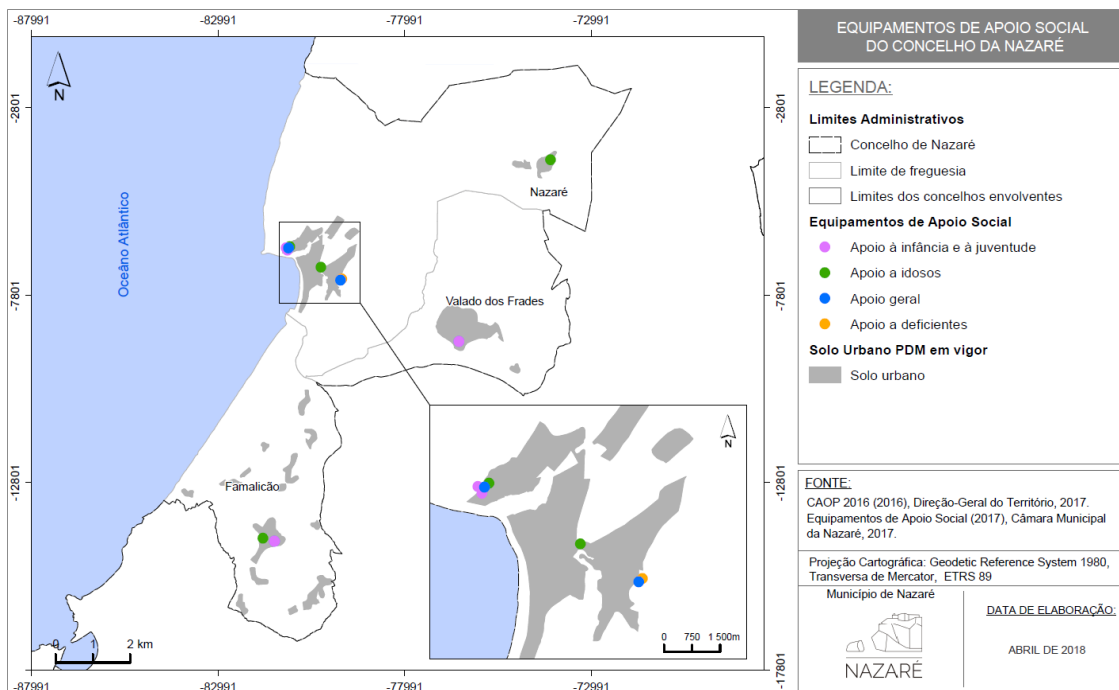 -87991
-82991
-77991
-72991
-2801
-2801
N
Nazaré
Oceâno Atlântico
-7801
-7801
Valado dos Frades
N
-12801
-12801
Famalicão
0 1 2 km
0 750 1 500m
-17801
-87991
-82991
-77991
-72991
EQUIPAMENTOS DE APOIO SOCIAL
DO CONCELHO DA NAZARÉ
LEGENDA:
Limites Administrativos
Concelho de Nazaré
Limite de freguesia
Limites dos concelhos envolventes
Equipamentos de Apoio Social
Apoio à infância e à juventude
Apoio a idosos
Apoio geral
Apoio a deficientes
Solo Urbano PDM em vigor
Solo urbano
FONTE:
CAOP 2016 (2016), Direção-Geral do Território, 2017.
Equipamentos de Apoio Social (2017), Câmara Municipal
da Nazaré, 2017.
Projeção Cartográfica: Geodetic Reference System 1980,
Transversa de Mercator, ETRS 89
Município de Nazaré
NAZARÉ
DATA DE ELABORAÇÃO:
ABRIL DE 2018